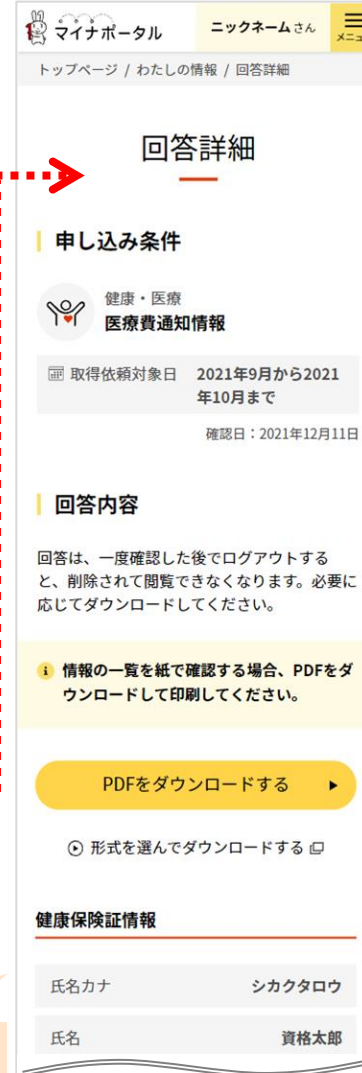 マイナポータル
ニックネームさん
メニュー
トップページ / わたしの情報 / 回答詳細
回答詳細
申し込み条件
健康・医療
医療費通知情報
取得依頼対象日 2021年9月から2021
年10月まで
確認日：2021年12月11日
回答内容
回答は、一度確認した後でログアウトする
と、削除されて閲覧できなくなります。必要に
応じてダウンロードしてください。
情報の一覧を紙で確認する場合、PDFをダ
ウンロードして印刷してください。
PDFをダウンロードする
形式を選んでダウンロードする
健康保険証情報
氏名カナ シカクタロウ
氏名 資格太郎